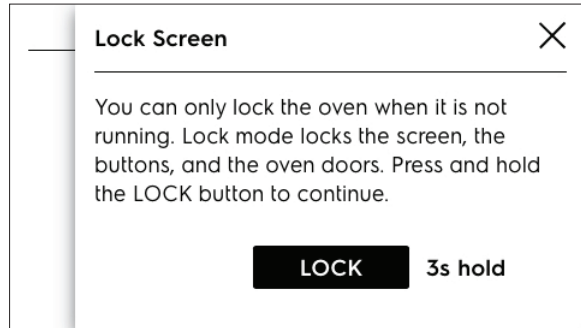 Lock Screen
You can only lock the oven when it is not
running. Lock mode locks the screen, the
buttons, and the oven doors. Press and hold
the LOCK button to continue.
LOCK 3s hold